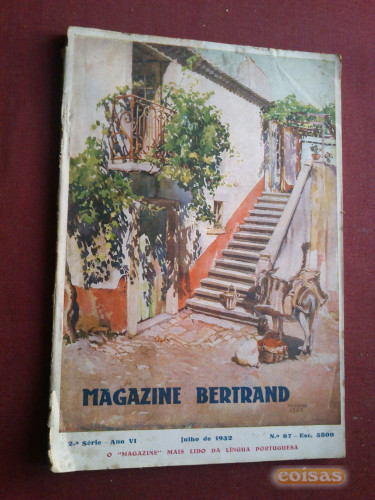 MAGAZINE BERTRAND
2.ª Série - Ano VI Julho de 1932 N.º 67 - Esc. 5$00
O "MAGAZINE" MAIS LIDO DA LÍNGUA PORTUGUESA
coisas